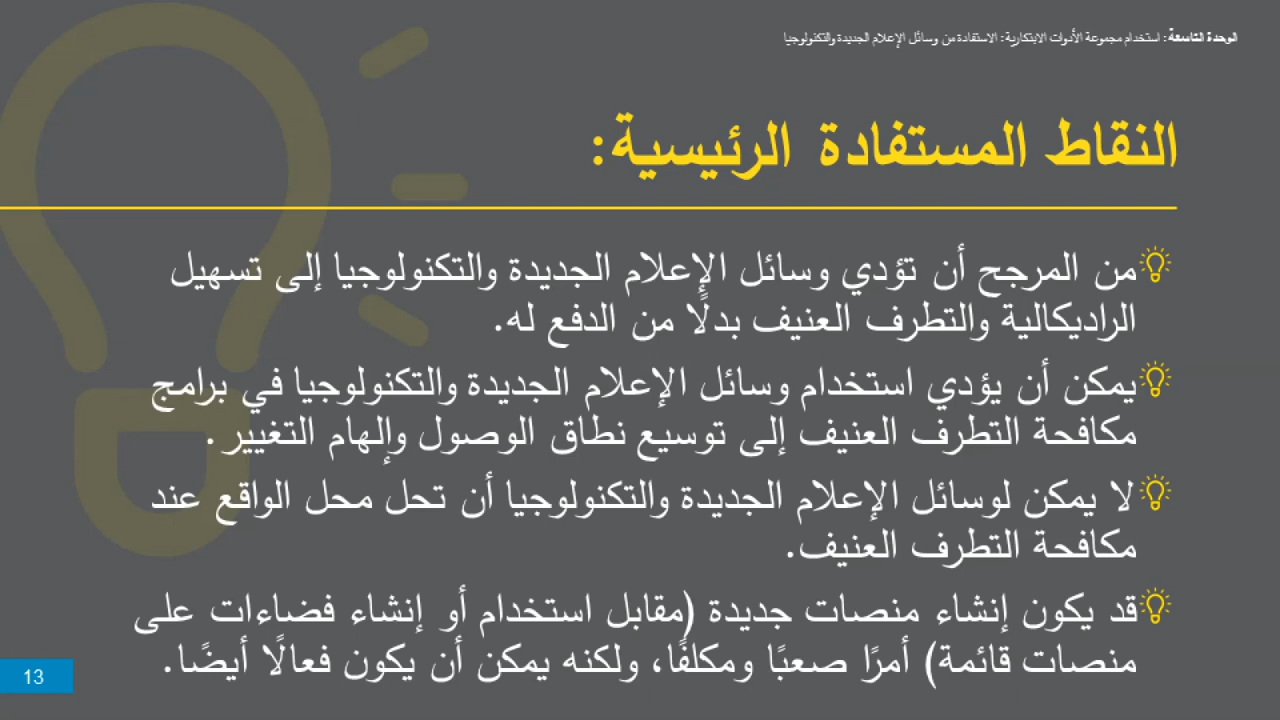 الوحدة التاسعة: استخدام مجموعة الأدوات الابتكارية: الاستفادة من وسائل الإعلام الجديدة والتكنولوجيا
النقاط المستفادة الرئيسية:
من المرجح أن تؤدي وسائل الإعلام الجديدة والتكنولوجيا إلى تسهيل
الراديكالية والتطرف العنيف بدلًا من الدفع له.
يمكن أن يؤدي استخدام وسائل الإعلام الجديدة والتكنولوجيا في برامج
مكافحة التطرف العنيف إلى توسيع نطاق الوصول وإلهام التغيير.
لا يمكن لوسائل الإعلام الجديدة والتكنولوجيا أن تحل محل الواقع عند
مكافحة التطرف العنيف.
قد يكون إنشاء منصات جديدة (مقابل استخدام أو إنشاء فضاءات على
منصات قائمة) أمرًا صعبًا ومكلفًا، ولكنه يمكن أن يكون فعالًا أيضًا.
13